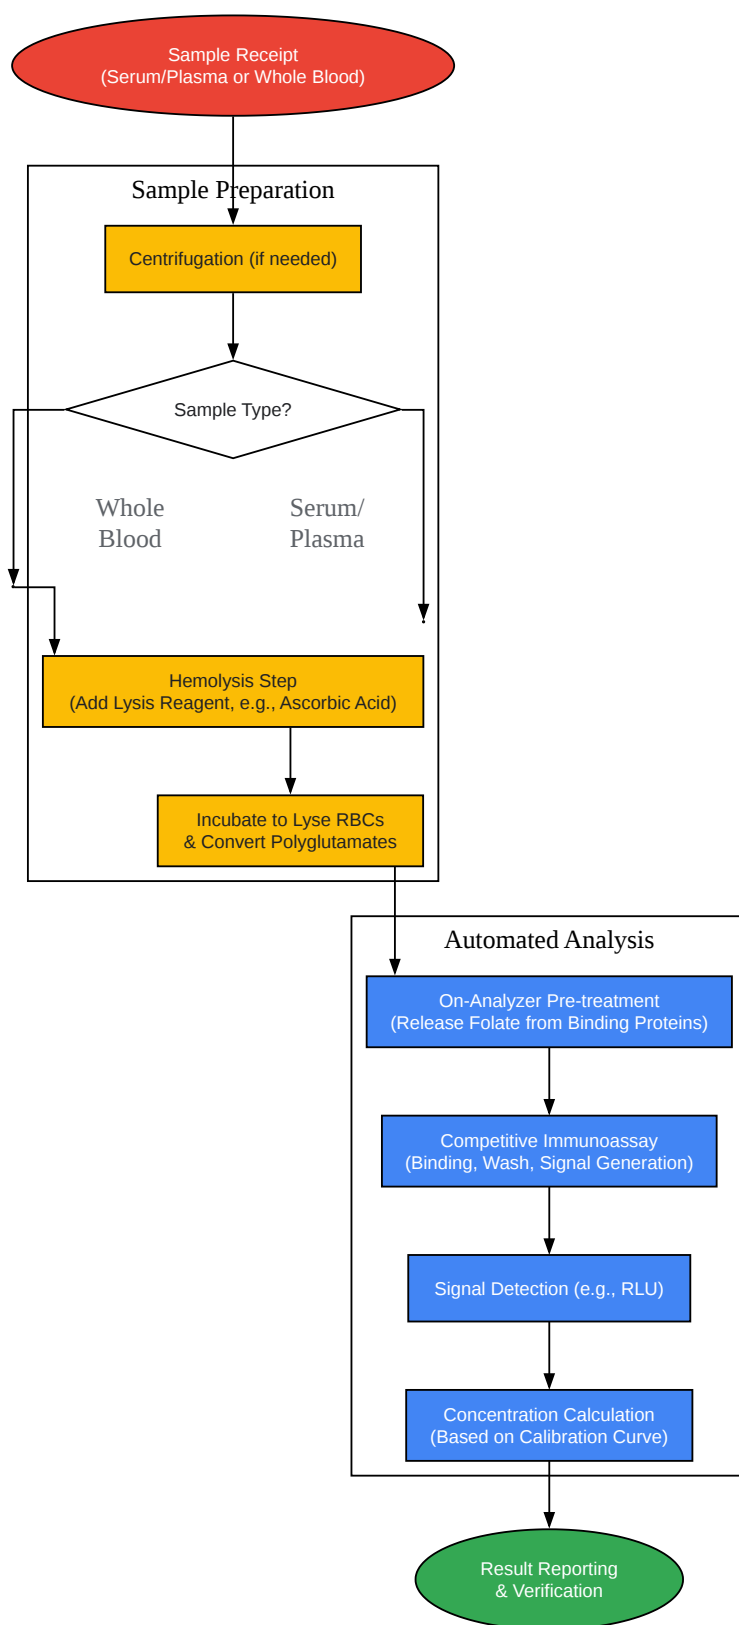 Sample Receipt
(Serum/Plasma or Whole Blood)
Sample Preparation
Centrifugation (if needed)
Sample Type?
Whole
Blood
Serum/
Plasma
Hemolysis Step
(Add Lysis Reagent, e.g., Ascorbic Acid)
Incubate to Lyse RBCs
& Convert Polyglutamates
Automated Analysis
On-Analyzer Pre-treatment
(Release Folate from Binding Proteins)
Competitive Immunoassay
(Binding, Wash, Signal Generation)
Signal Detection (e.g., RLU)
Concentration Calculation
(Based on Calibration Curve)
Result Reporting
& Verification